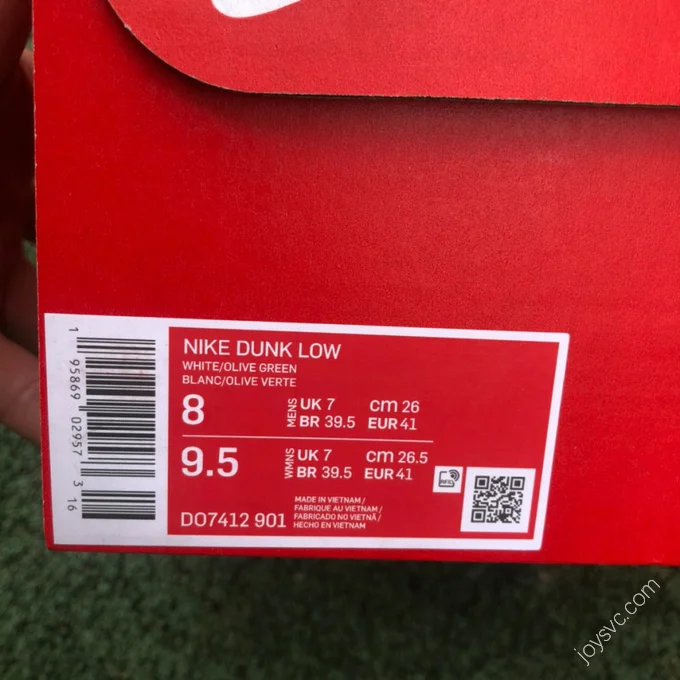 NIKE DUNK LOW
WHITE/OLIVE GREEN
BLANC/OLIVE VERTE
8 MENS UK 7 cm 26
BR 39.5 EUR 41
9.5 WMNS UK 7 cm 26.5
BR 39.5 EUR 41
MADE IN VIETNAM /
FABRIQUE AU VIETNAM /
FABRICADO NO VIETNÃ /
HECHO EN VIETNAM
DO7412 901
RFID
1 95869 02957 3 16
joysvc.com